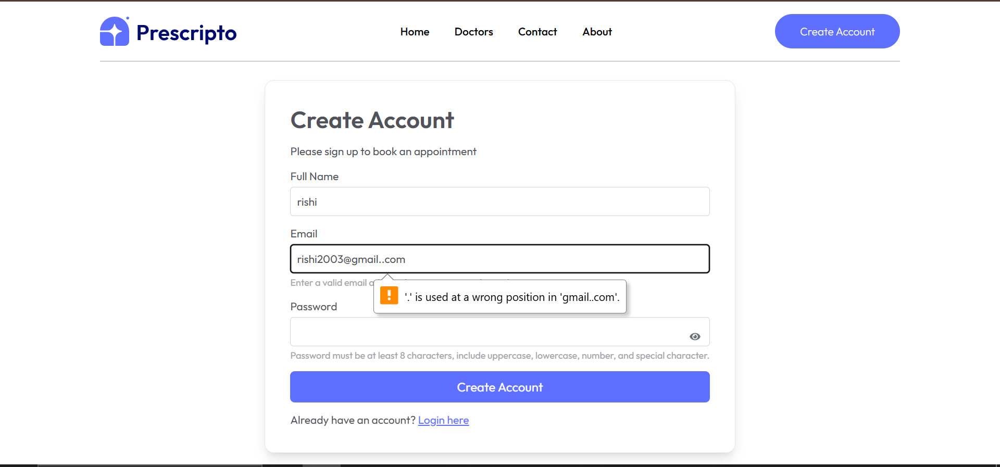 Prescripto
Home Doctors Contact About
Create Account
Create Account
Please sign up to book an appointment
Full Name
rishi
Email
rishi2003@gmail..com
Enter a valid email
'.' is used at a wrong position in 'gmail..com'.
Password
Password must be at least 8 characters, include uppercase, lowercase, number, and special character.
Create Account
Already have an account? Login here